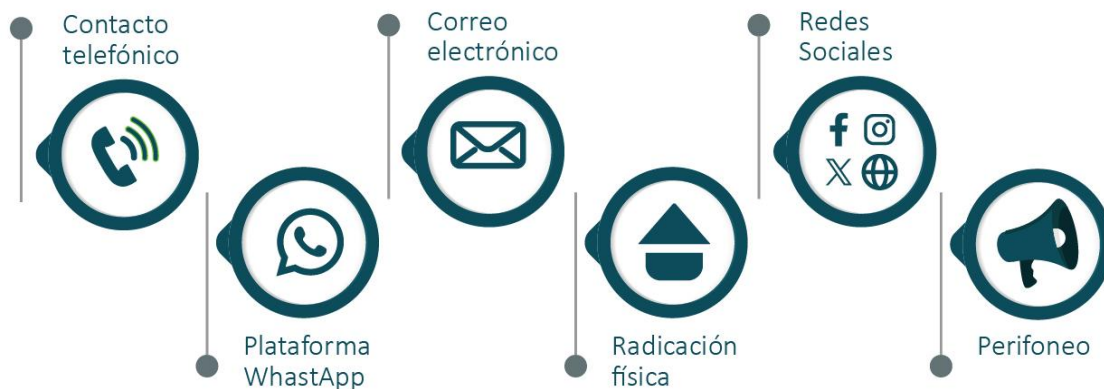 Contacto
telefónico
Plataforma
WhastApp
Correo
electrónico
Radicación
física
Redes
Sociales
Perifoneo